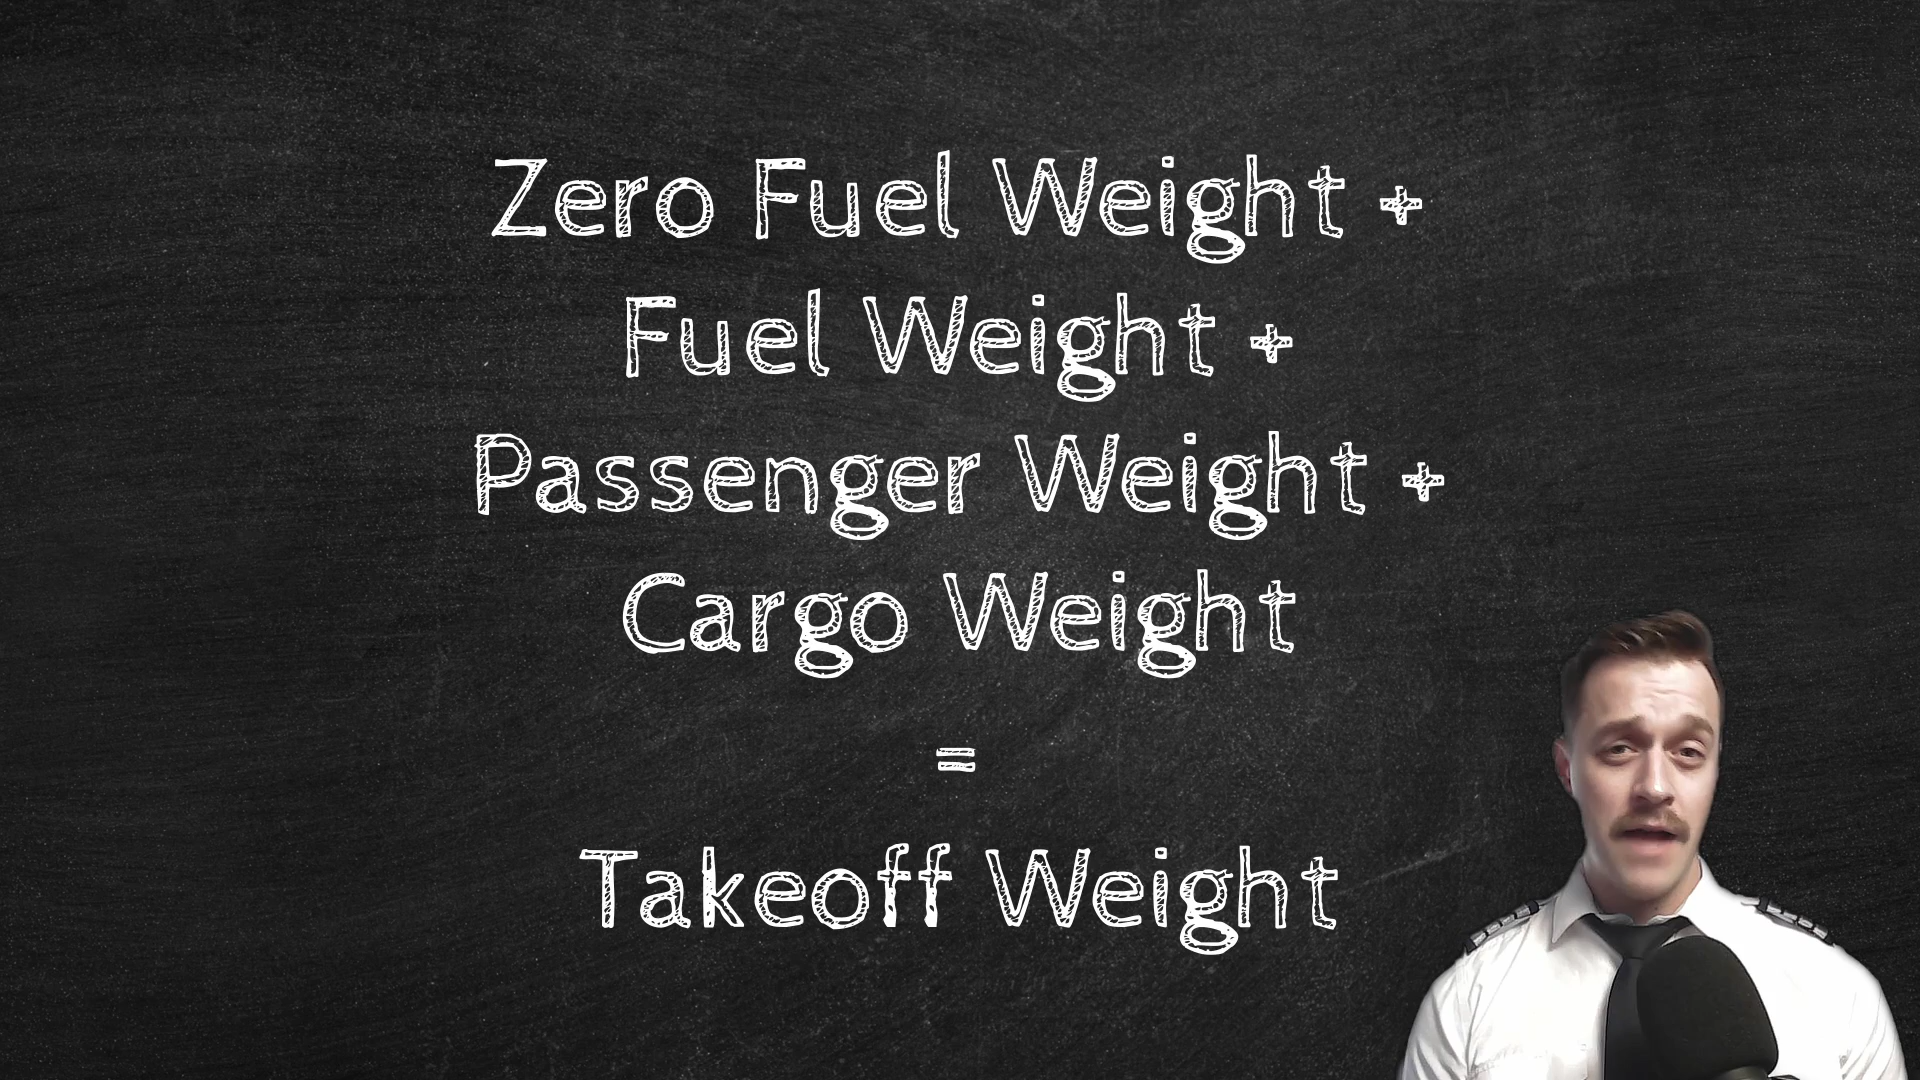 Zero Fuel Weight +
Fuel Weight +
Passenger Weight +
Cargo Weight
=
Takeoff Weight